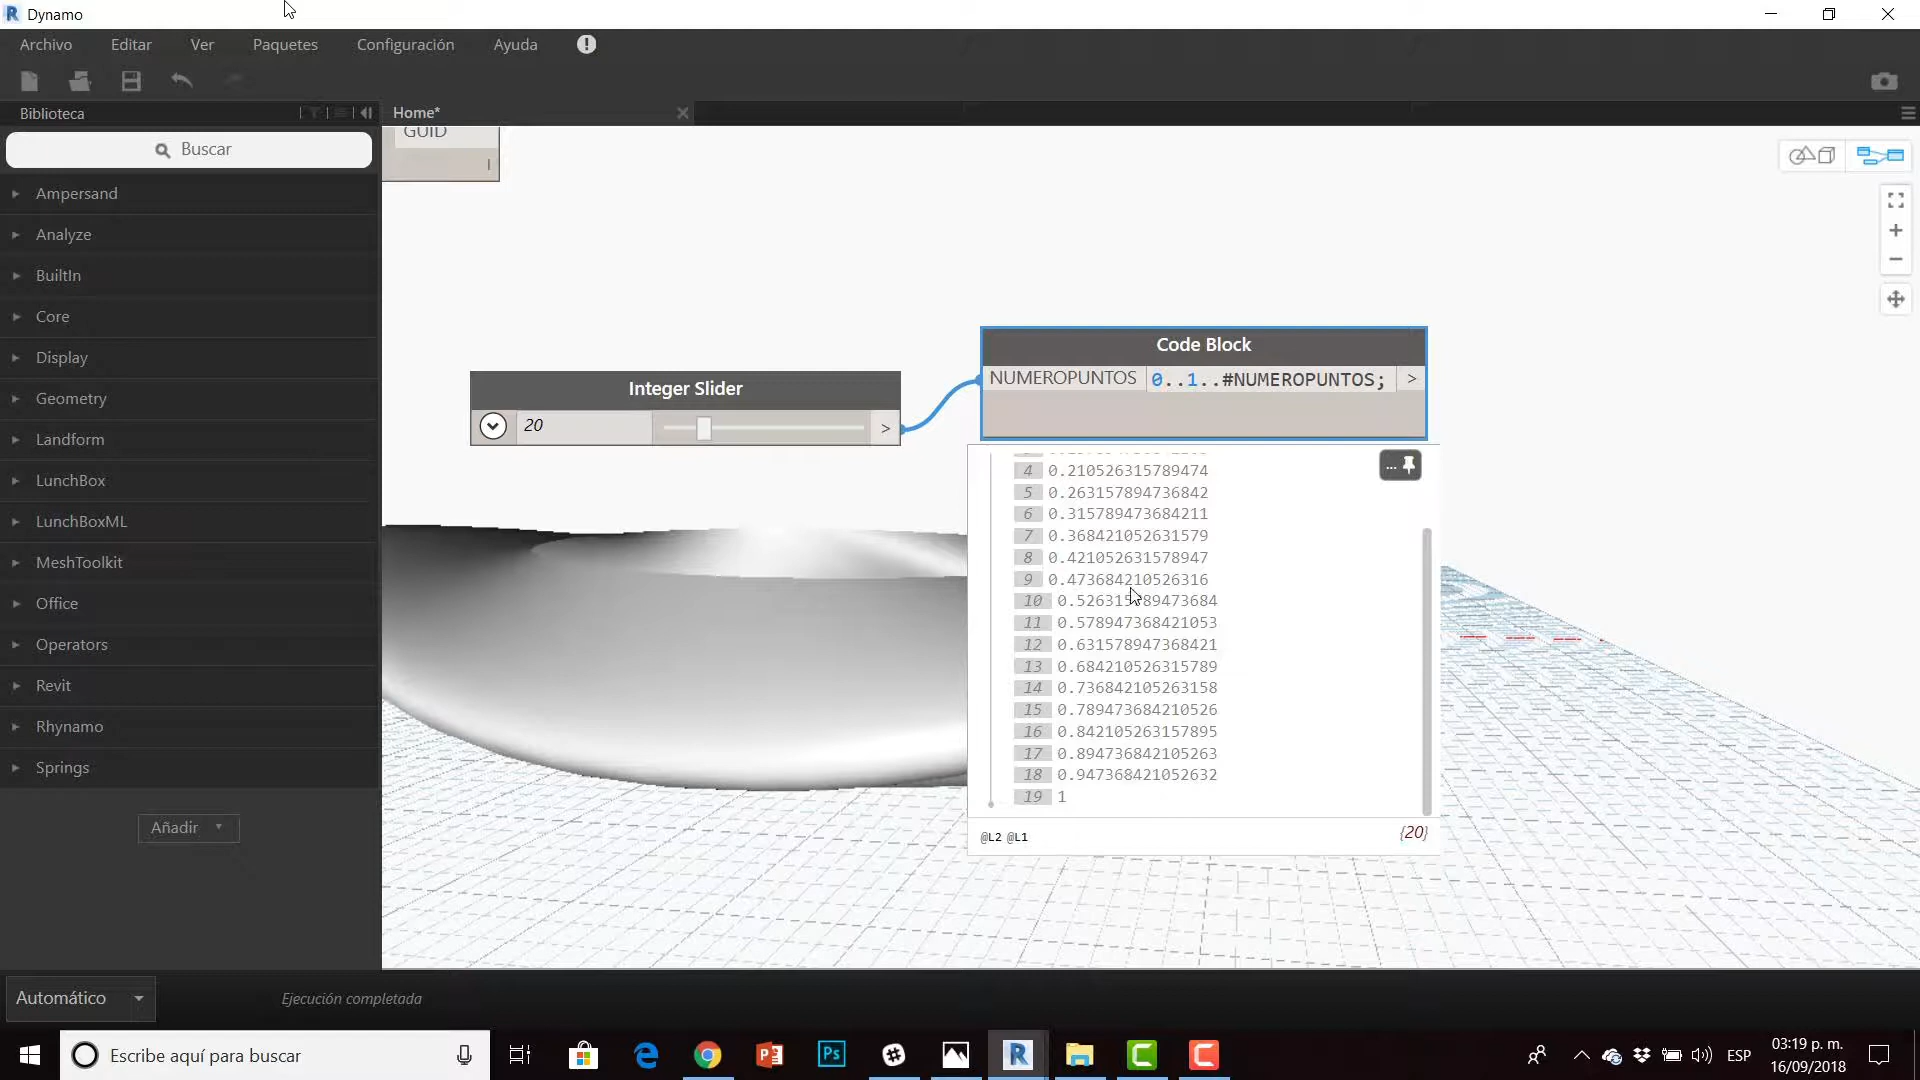 Dynamo
Archivo Editar Ver Paquetes Configuración Ayuda
Biblioteca
Home*
Buscar
Ampersand
Analyze
BuiltIn
Core
Display
Geometry
Landform
LunchBox
LunchBoxML
MeshToolkit
Office
Operators
Revit
Rhynamo
Springs
Añadir
GUID
Integer Slider
20
>
Code Block
NUMEROPUNTOS
0..1..#NUMEROPUNTOS;
>
4 0.210526315789474
5 0.263157894736842
6 0.315789473684211
7 0.368421052631579
8 0.421052631578947
9 0.473684210526316
10 0.526315789473684
11 0.578947368421053
12 0.631578947368421
13 0.684210526315789
14 0.736842105263158
15 0.789473684210526
16 0.842105263157895
17 0.894736842105263
18 0.947368421052632
19 1
@L2 @L1
{20}
Automático
Ejecución completada
Escribe aquí para buscar
ESP
03:19 p. m.
16/09/2018